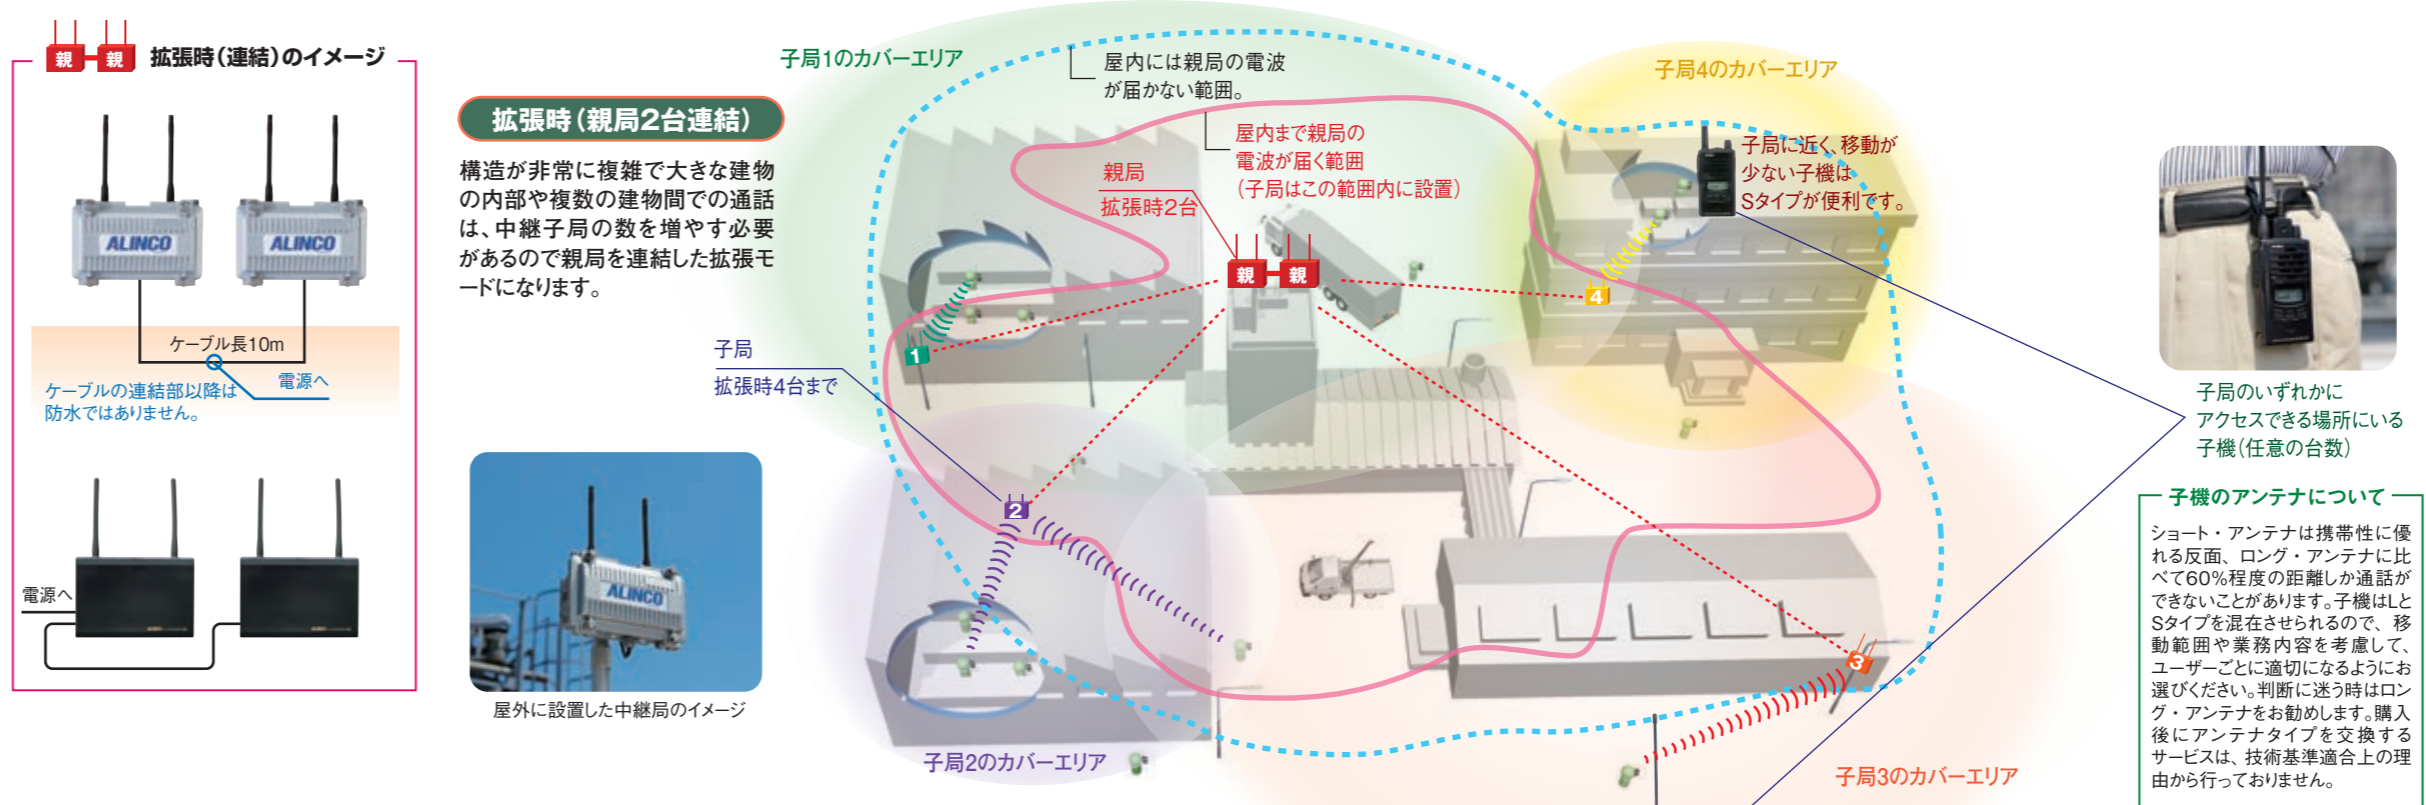 親 親 拡張時(連結)のイメージ
ALINCO ALINCO
ケーブル長10m
電源へ
ケーブルの連結部以降は
防水ではありません。
電源へ
拡張時(親局2台連結)
構造が非常に複雑で大きな建物
の内部や複数の建物間での通話
は、中継子局の数を増やす必要
があるので親局を連結した拡張モ
ードになります。
ALINCO
屋外に設置した中継局のイメージ
子局1のカバーエリア
屋内には親局の電波
が届かない範囲。
屋内まで親局の
電波が届く範囲
(子局はこの範囲内に設置)
親局
拡張時2台
親 親
子局4のカバーエリア
子局に近く、移動が
少ない子機は
Sタイプが便利です。
4
1
子局
拡張時4台まで
2
3
子局2のカバーエリア
子局3のカバーエリア
子局のいずれかに
アクセスできる場所にいる
子機(任意の台数)
子機のアンテナについて
ショート・アンテナは携帯性に優
れる反面、ロング・アンテナに比
べて60%程度の距離しか通話が
できないことがあります。子機はLと
Sタイプを混在させられるので、移
動範囲や業務内容を考慮して、
ユーザーごとに適切になるようにお
選びください。判断に迷う時はロン
グ・アンテナをお勧めします。購入
後にアンテナタイプを交換する
サービスは、技術基準適合上の理
由から行っておりません。